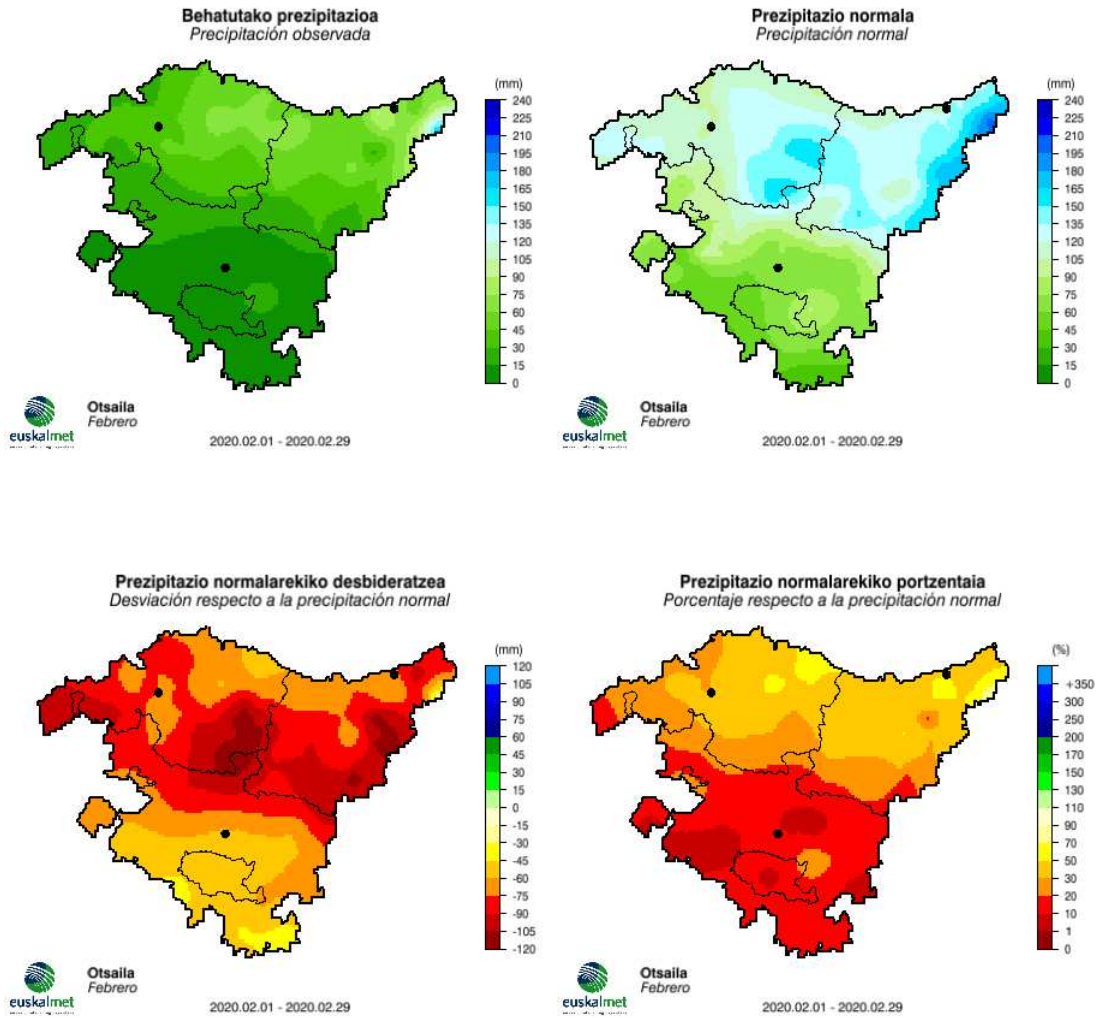 Behatutako prezipitazioa
Precipitación observada
(mm)
240
225
210
195
180
165
150
135
120
105
90
75
60
45
30
15
0
euskalmet
Otsaila
Febrero
2020.02.01 - 2020.02.29
Prezipitazio normala
Precipitación normal
(mm)
240
225
210
195
180
165
150
135
120
105
90
75
60
45
30
15
0
euskalmet
Otsaila
Febrero
2020.02.01 - 2020.02.29
Prezipitazio normalarekiko desbideratzea
Desviación respecto a la precipitación normal
(mm)
120
105
90
75
60
45
30
15
0
-15
-30
-45
-60
-75
-90
-105
-120
euskalmet
Otsaila
Febrero
2020.02.01 - 2020.02.29
Prezipitazio normalarekiko portzentaia
Porcentaje respecto a la precipitación normal
(%)
+350
300
250
200
170
150
130
110
90
70
50
30
20
10
1
0
euskalmet
Otsaila
Febrero
2020.02.01 - 2020.02.29